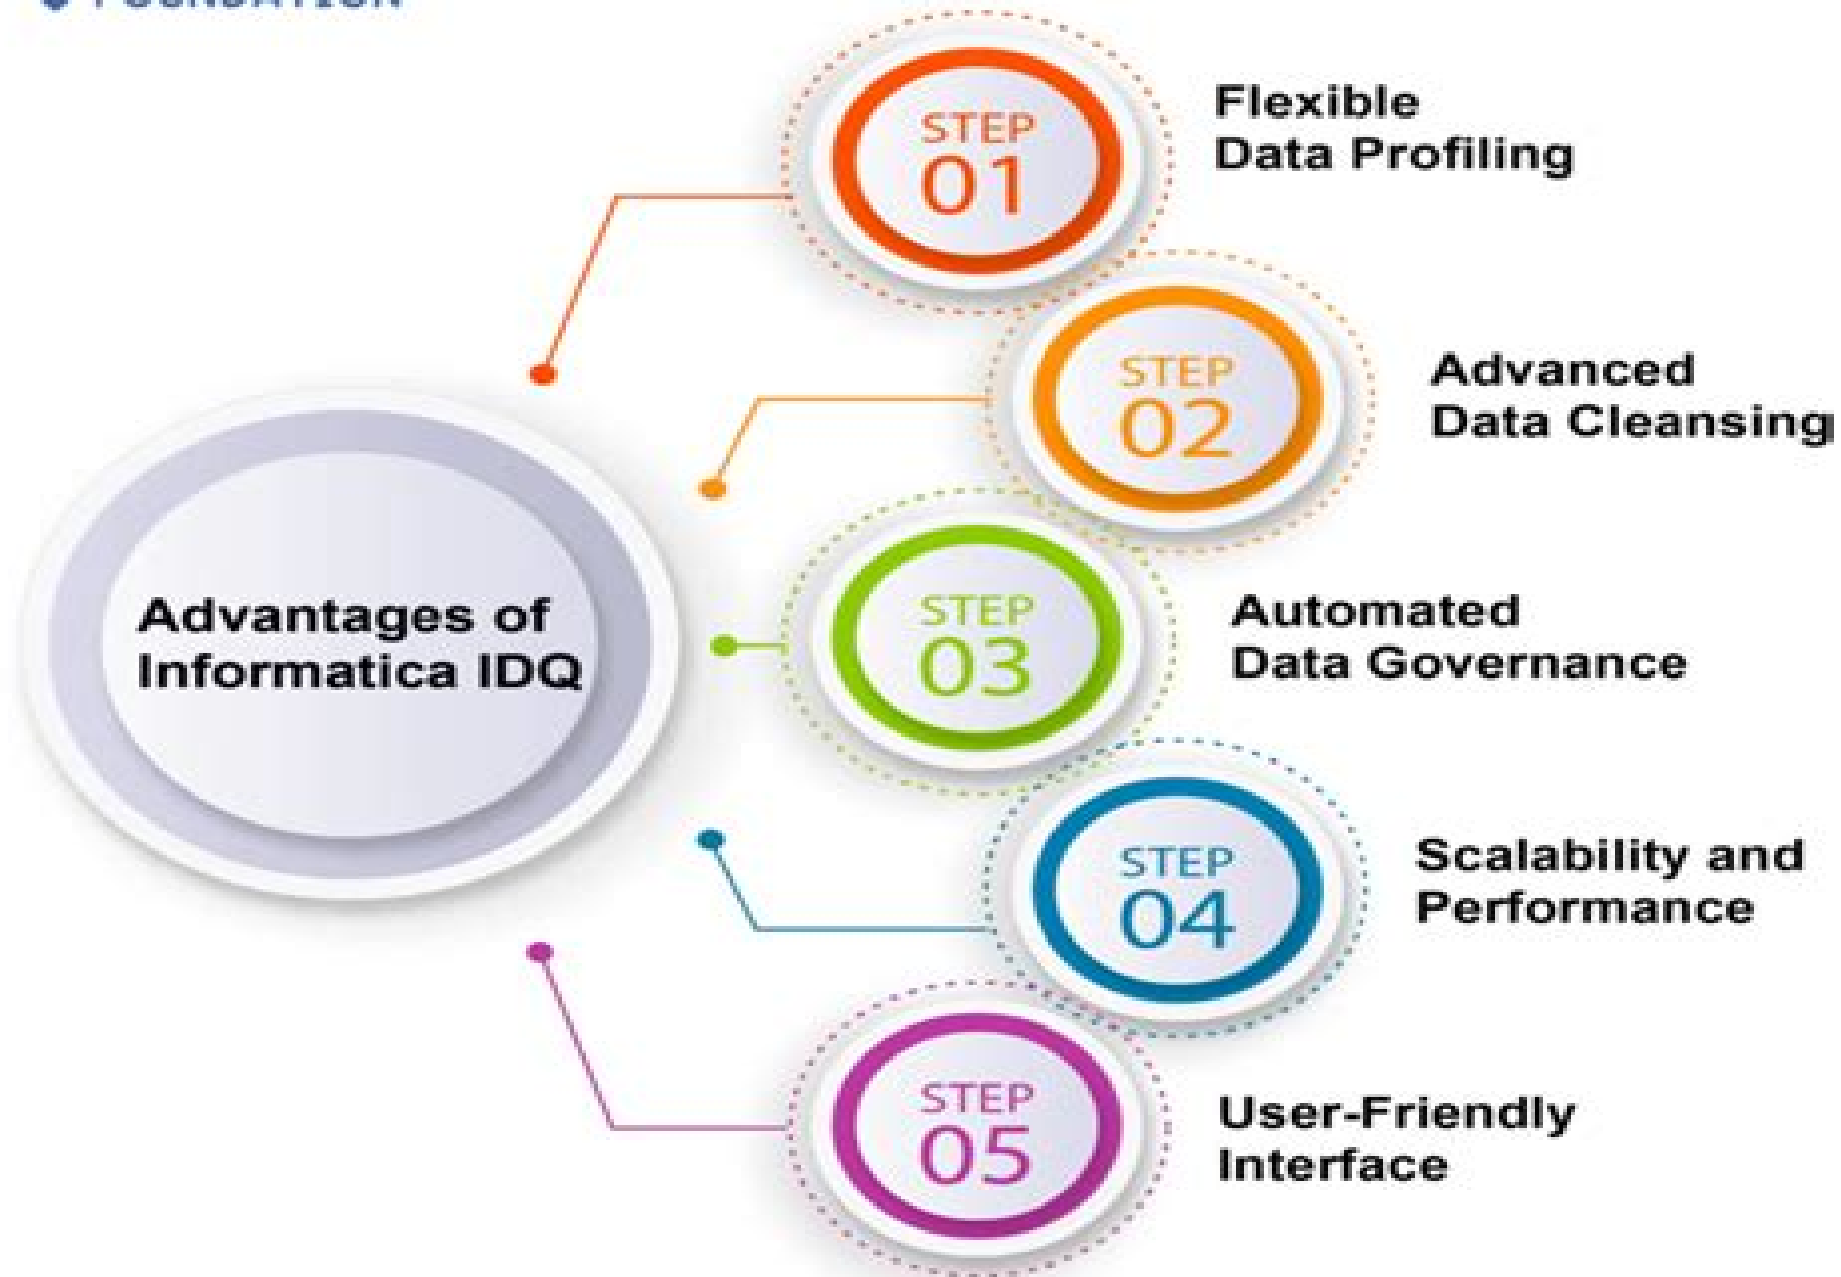 FOUNDATION
STEP
01
Flexible
Data Profiling
STEP
02
Advanced
Data Cleansing
Advantages of
Informatica IDQ
STEP
03
Automated
Data Governance
STEP
04
Scalability and
Performance
STEP
05
User-Friendly
Interface